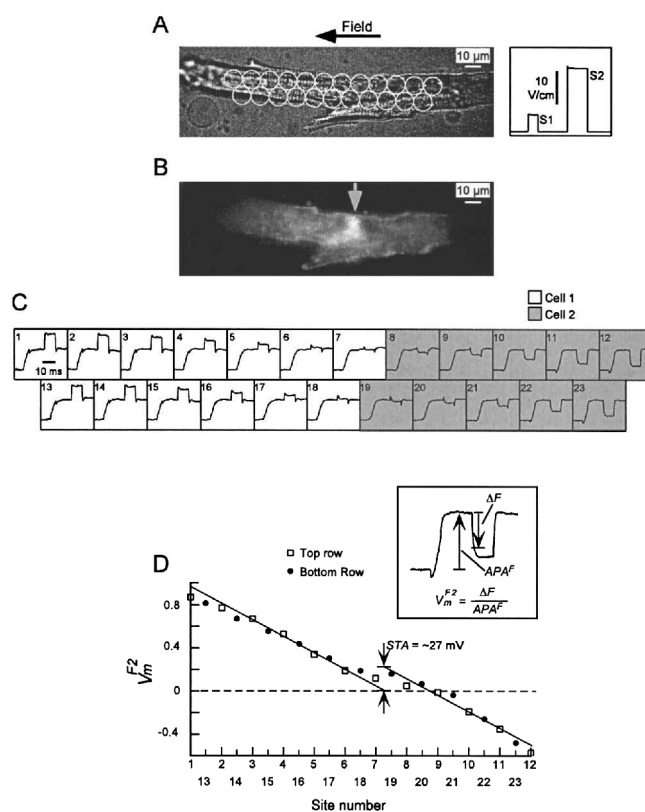 A
Field
10 µm
10
V/cm
S1
S2
B
10 µm
C
Cell 1
Cell 2
1 2 3 4 5 6 7 8 9 10 11 12
10 ms
13 14 15 16 17 18 19 20 21 22 23
ΔF
APA^F
V_m^F2 = ΔF / APA^F
D
Top row
Bottom Row
STA = ~27 mV
V_m^F2
0.8
0.4
0
-0.4
1 2 3 4 5 6 7 8 9 10 11 12
13 14 15 16 17 18 19 20 21 22 23
Site number